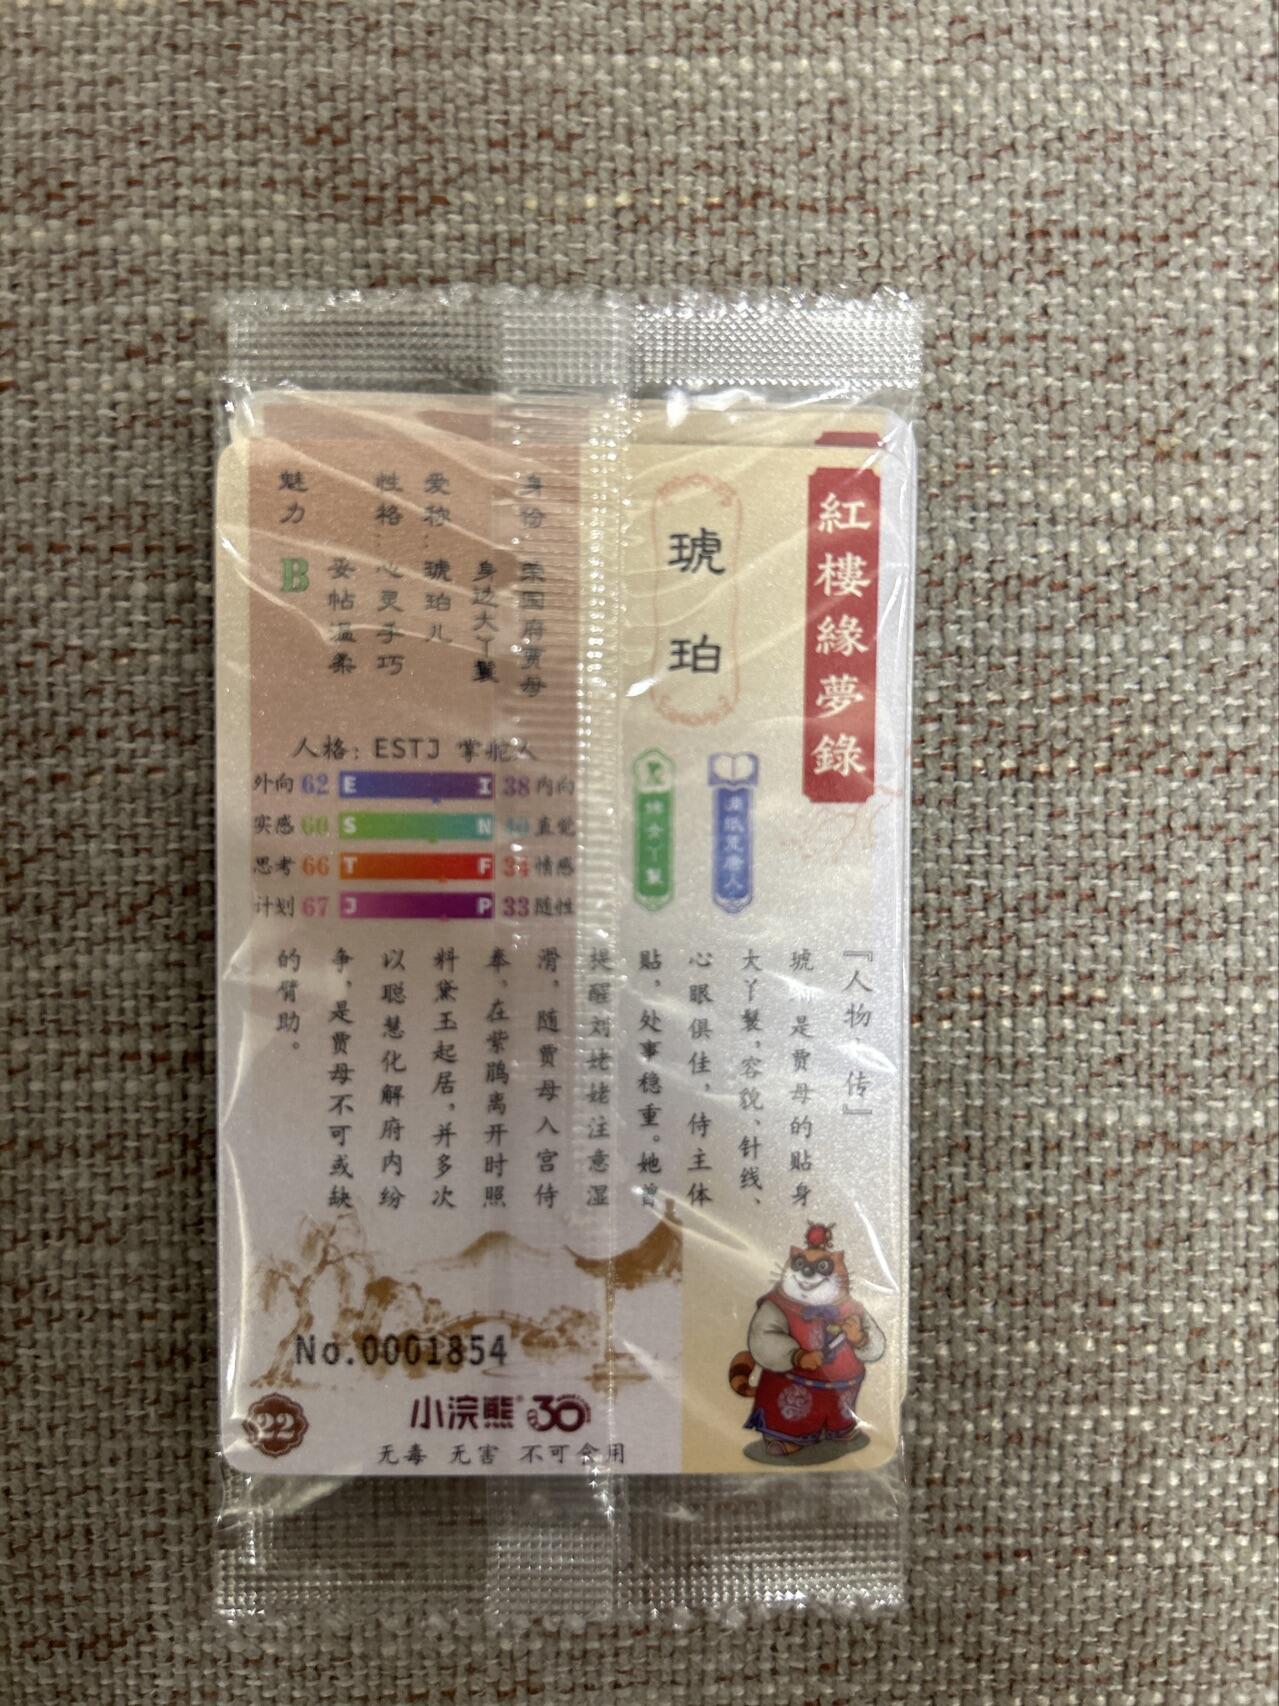 紅樓緣夢錄
琥珀
满纸荒唐人
丫鬟
身份:荣国府贾母
身边大丫鬟
爱称:琥珀儿
性格:心灵手巧
妥帖温柔
魅力 B
人格:ESTJ 掌舵人
外向 62 E I 38 内向
实感 60 S N 40 直觉
思考 66 T F 34 情感
计划 67 J P 33 随性
『人物小传』
琥珀是贾母的贴身
大丫鬟,容貌、针线、
心眼俱佳,侍主体
贴,处事稳重。她曾
提醒刘姥姥注意湿
滑,随贾母入宫侍
奉,在紫鹃离开时照
料黛玉起居,并多次
以聪慧化解府内纷
争,是贾母不可或缺
的臂助。
No.0001854
22
小浣熊 30
无毒 无害 不可食用